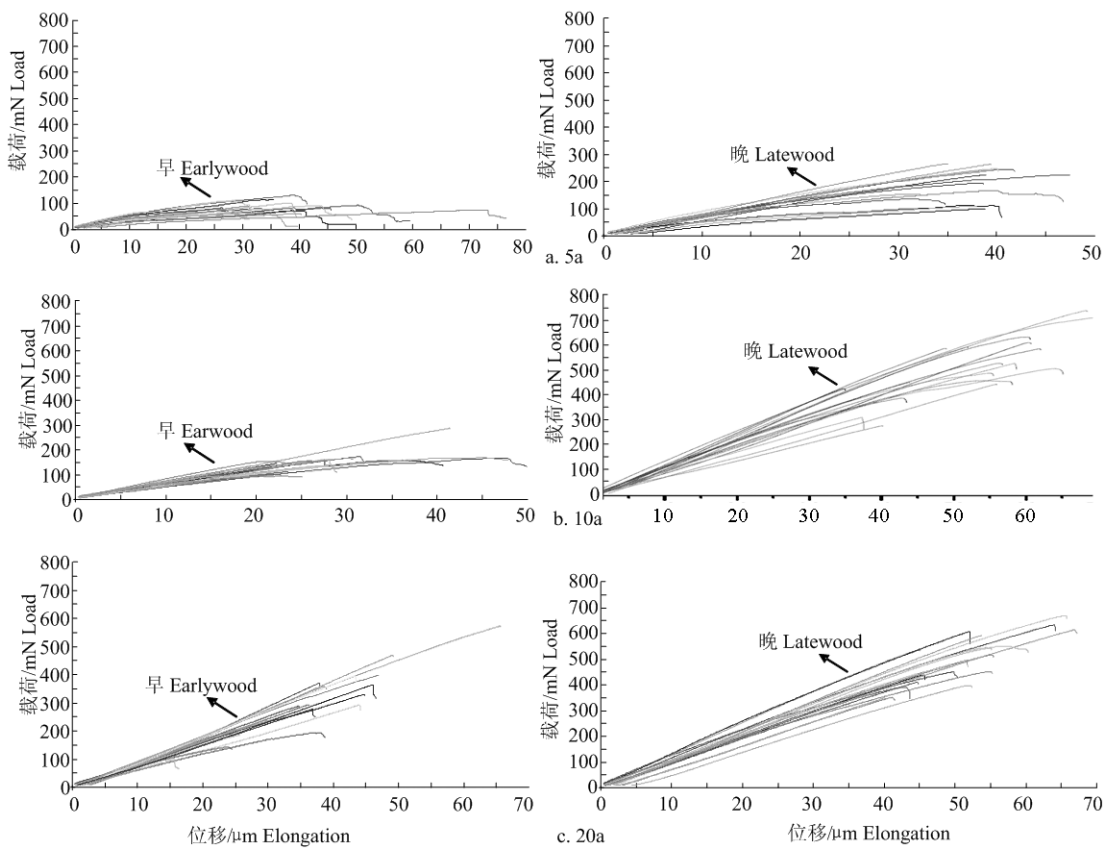 800
700
600
500
400
300
200
100
0
载荷/mN Load
早 Earlywood
0 10 20 30 40 50 60 70 80
800
700
600
500
400
300
200
100
0
载荷/mN Load
晚 Latewood
0 10 20 30 40 50
a. 5a
800
700
600
500
400
300
200
100
0
载荷/mN Load
早 Earwood
0 10 20 30 40 50
800
700
600
500
400
300
200
100
0
载荷/mN Load
晚 Latewood
10 20 30 40 50 60
b. 10a
800
700
600
500
400
300
200
100
0
载荷/mN Load
早 Earlywood
0 10 20 30 40 50 60 70
位移/μm Elongation
800
700
600
500
400
300
200
100
0
载荷/mN Load
晚 Latewood
0 10 20 30 40 50 60 70
位移/μm Elongation
c. 20a